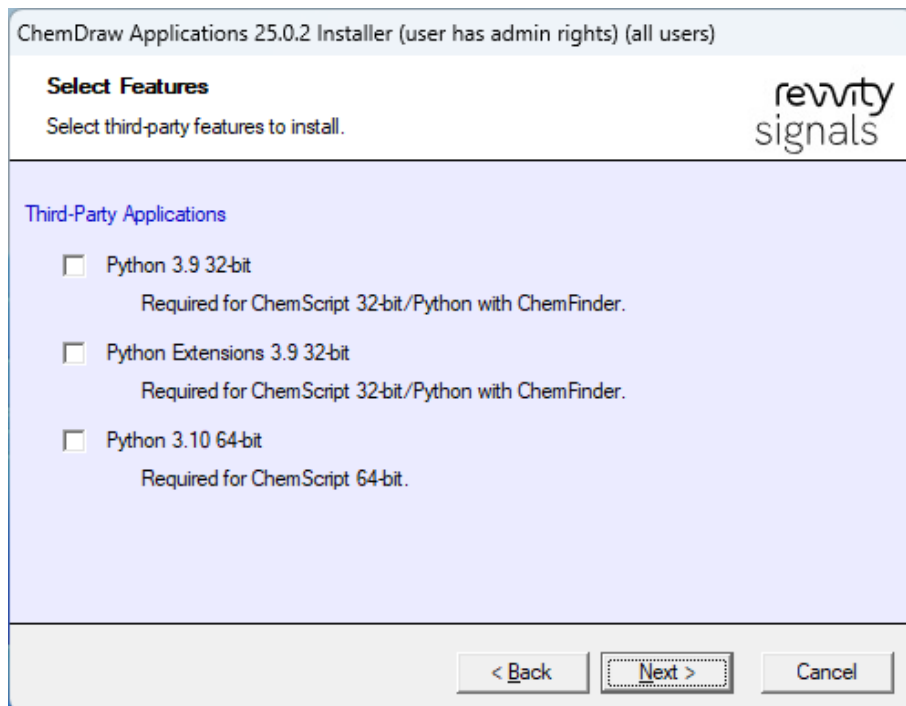 ChemDraw Applications 25.0.2 Installer (user has admin rights) (all users)
Select Features
Select third-party features to install.
revvity
signals
Third-Party Applications
Python 3.9 32-bit
Required for ChemScript 32-bit/Python with ChemFinder.
Python Extensions 3.9 32-bit
Required for ChemScript 32-bit/Python with ChemFinder.
Python 3.10 64-bit
Required for ChemScript 64-bit.
< Back
Next >
Cancel